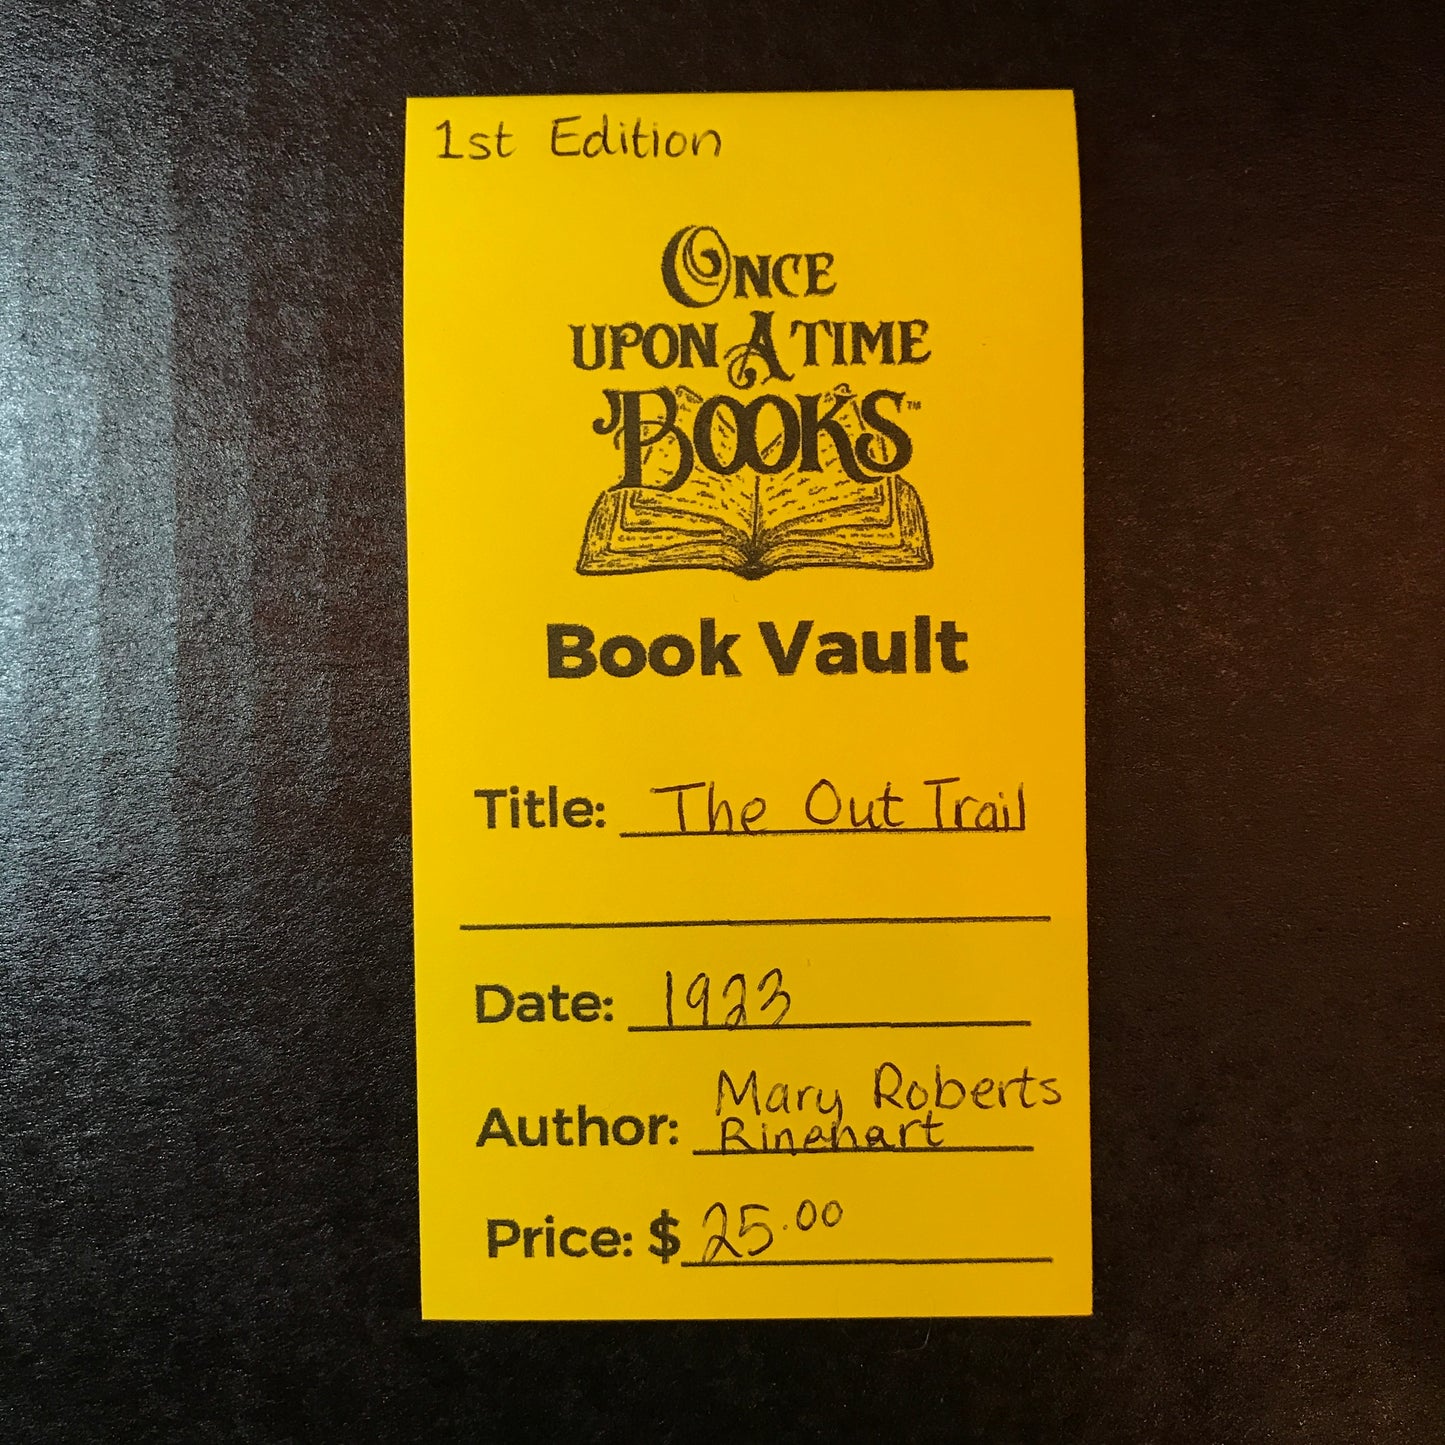 1st Edition
ONCE
UPON A TIME
BOOKS™
Book Vault
Title: The Out Trail
Date: 1923
Author: Mary Roberts
Rinehart
Price: $ 25.00